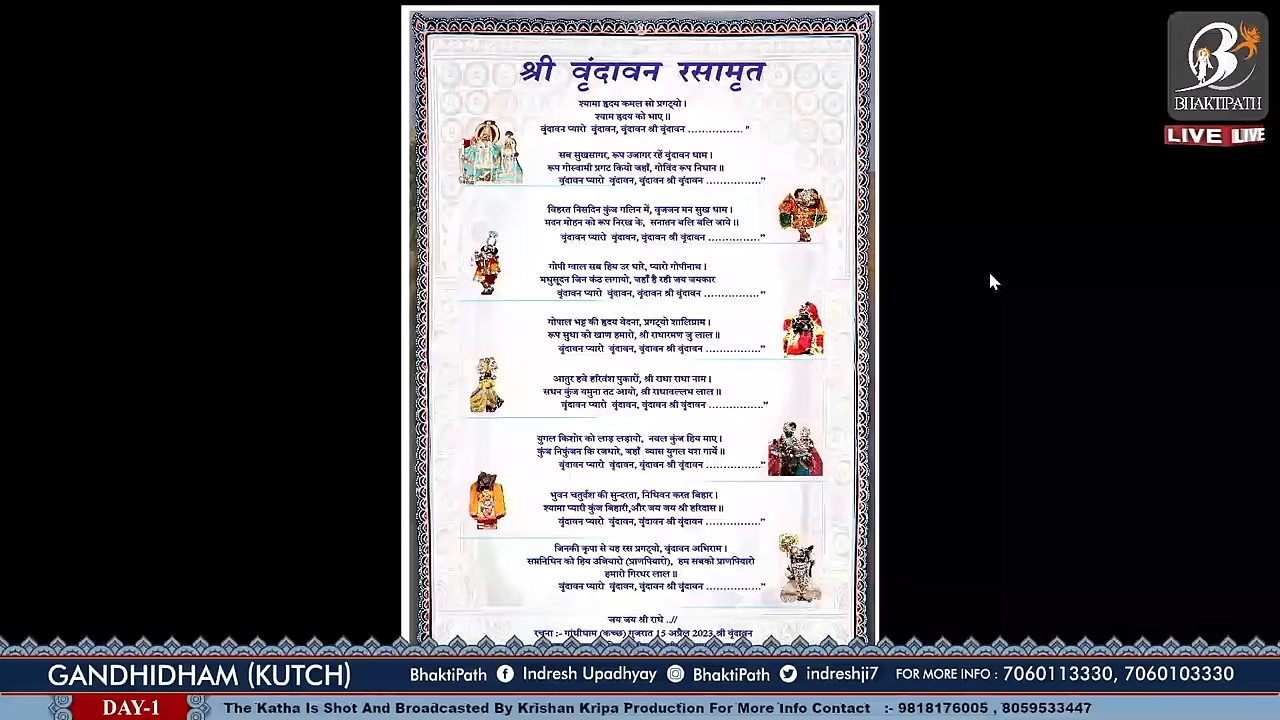 श्री वृंदावन रसामृत
श्यामा हृदय कमल सो प्रगट्यो।
श्याम हृदय को भाए॥
वृंदावन प्यारो वृंदावन, वृंदावन श्री वृंदावन ................ "
सब सुखसागर, रूप उजागर रहें वृंदावन धाम।
रूप गोस्वामी प्रगट कियो जहाँ, गोविंद रूप निधान॥
वृंदावन प्यारो वृंदावन, वृंदावन श्री वृंदावन ................"
विहरत निसदिन कुंज गलिन में, वृजजन मन सुख धाम।
मदन मोहन को रूप निरख के, सनातन बलि बलि जाये॥
वृंदावन प्यारो वृंदावन, वृंदावन श्री वृंदावन ..............."
गोपी ग्वाल सब हिय उर धारे, प्यारो गोपीनाथ।
मधुसूदन जिन कंठ लगायो, जहाँ है रही जय जयकार
वृंदावन प्यारो वृंदावन, वृंदावन श्री वृंदावन ................"
गोपाल भट्ट की हृदय वेदना, प्रगट्यो शालिग्राम।
रूप सुधा को खाण हमारो, श्री राधारमण जु लाल॥
वृंदावन प्यारो वृंदावन, वृंदावन श्री वृंदावन ................"
आतुर हवे हरिवंश पुकारों, श्री राधा राधा नाम।
सघन कुंज यमुना तट आयो, श्री राधावल्लभ लाल॥
वृंदावन प्यारो वृंदावन, वृंदावन श्री वृंदावन ................"
युगल किशोर को लाड़ लड़ायो, नवल कुंज हिय माए।
कुंज निकुंजन कि रजधारे, जहाँ व्यास युगल यश गायें॥
वृंदावन प्यारो वृंदावन, वृंदावन श्री वृंदावन ................"
भुवन चतुर्दश की सुन्दरता, निधिवन करत बिहार।
श्यामा प्यारी कुंज बिहारी,और जय जय श्री हरिदास॥
वृंदावन प्यारो वृंदावन, वृंदावन श्री वृंदावन ................"
जिनकी कृपा से यह रस प्रगट्यो, वृंदावन अभिराम।
सप्तनिधिन को हिय उजियारो (प्राणपियारो), हम सबको प्राणपियारो
हमारो गिरधर लाल॥
वृंदावन प्यारो वृंदावन, वृंदावन श्री वृंदावन ................"
जय जय श्री राधे ..//
रचना :- गांधीधाम (कच्छ) गुजरात 15 अप्रैल 2023 श्री वृंदावन
BHAKTIPATH
LIVE LIVE
GANDHIDHAM (KUTCH) BhaktiPath Indresh Upadhyay BhaktiPath indreshji7 FOR MORE INFO : 7060113330, 7060103330
DAY-1 The Katha Is Shot And Broadcasted By Krishan Kripa Production For More Info Contact :- 9818176005 , 8059533447